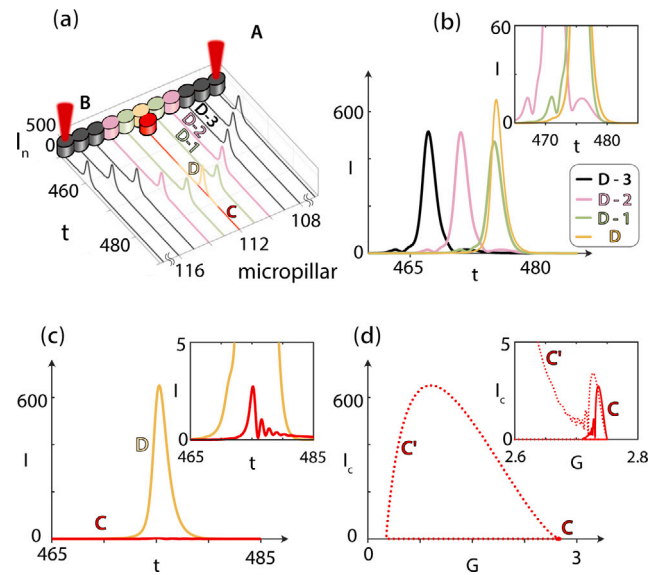 (a)
A
B
I_n
500
0
D-3
D-2
D-1
D
C
460
t
480
116
112
108
micropillar
(b)
600
I
0
465
t
480
60
0
470
t
480
D - 3
D - 2
D - 1
D
(c)
600
I
0
D
C
465
t
485
5
I
0
465
t
485
(d)
600
I_c
0
C'
C
0
G
3
5
I_c
0
C'
C
2.6
G
2.8